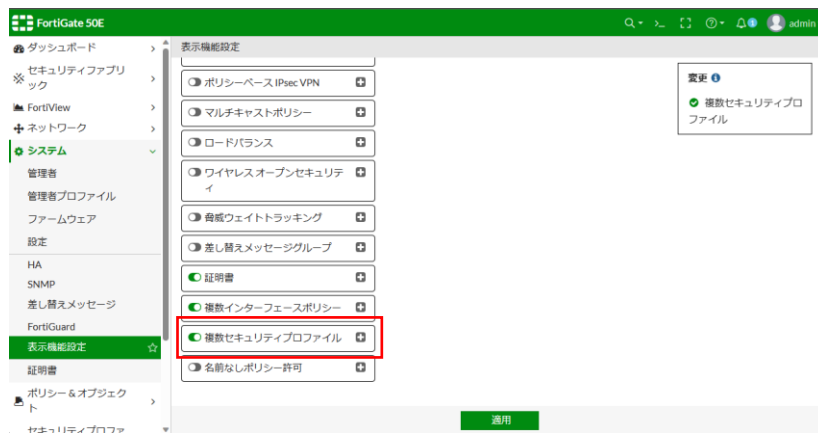 FortiGate 50E
admin
ダッシュボード
セキュリティファブリ
ック
FortiView
ネットワーク
システム
管理者
管理者プロファイル
ファームウェア
設定
HA
SNMP
差し替えメッセージ
FortiGuard
表示機能設定
証明書
ポリシー＆オブジェク
ト
セキュリティプロファ
表示機能設定
ポリシーベース IPsec VPN
マルチキャストポリシー
ロードバランス
ワイヤレス オープンセキュリテ
ィ
脅威ウェイトトラッキング
差し替えメッセージグループ
証明書
複数インターフェースポリシー
複数セキュリティプロファイル
名前なしポリシー許可
変更
複数セキュリティプロ
ファイル
適用